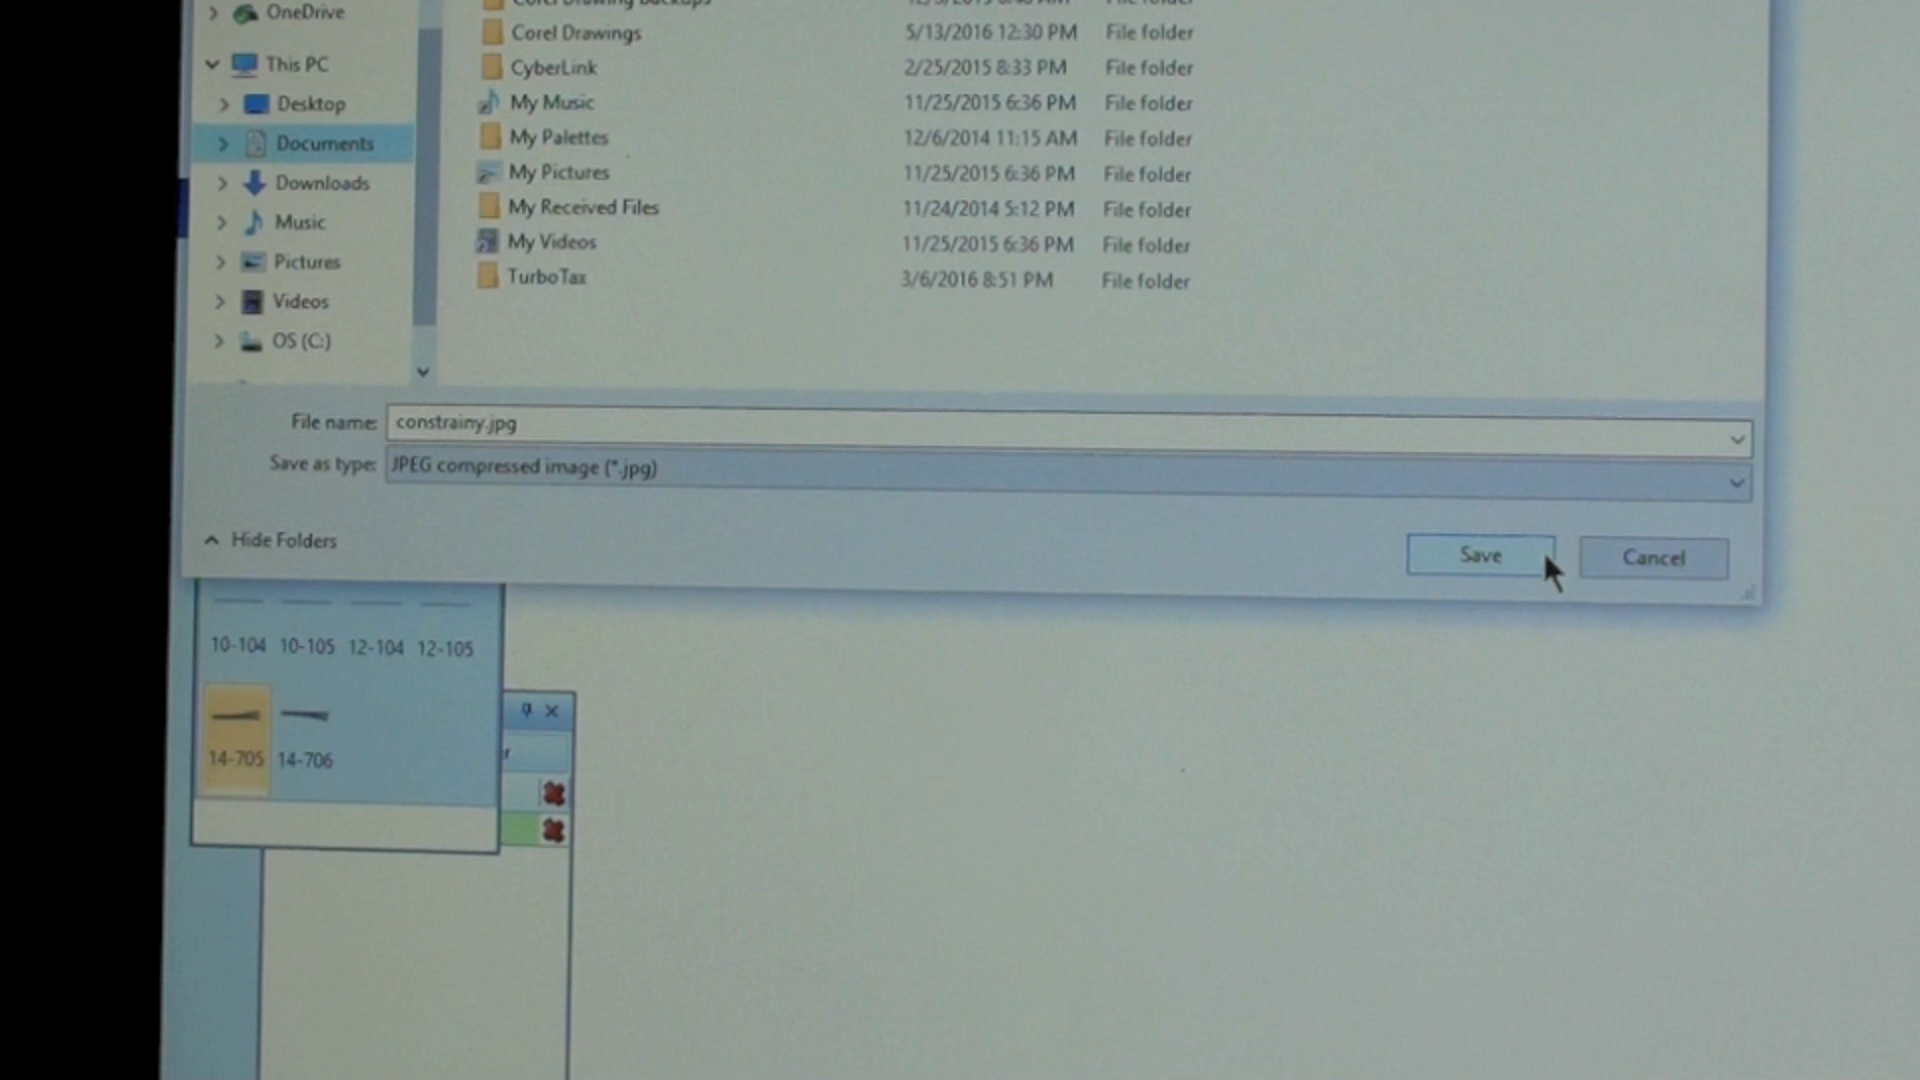 OneDrive
This PC
Desktop
Documents
Downloads
Music
Pictures
Videos
OS (C:)
Corel Drawing Backups File folder
Corel Drawings 5/13/2016 12:30 PM File folder
CyberLink 2/25/2015 8:33 PM File folder
My Music 11/25/2015 6:36 PM File folder
My Palettes 12/6/2014 11:15 AM File folder
My Pictures 11/25/2015 6:36 PM File folder
My Received Files 11/24/2014 5:12 PM File folder
My Videos 11/25/2015 6:36 PM File folder
TurboTax 3/6/2016 8:51 PM File folder
File name: constrainy.jpg
Save as type: JPEG compressed image (*.jpg)
Hide Folders
Save Cancel
10-104 10-105 12-104 12-105
14-705 14-706